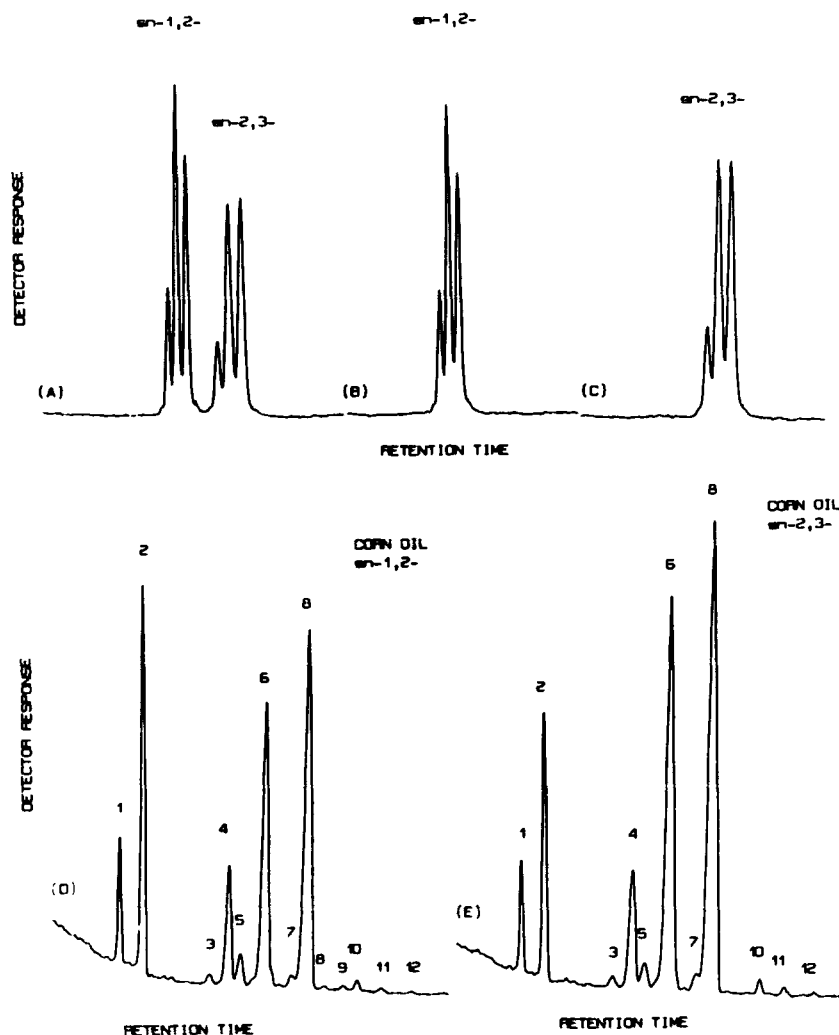 sn-1,2-
sn-1,2-
sn-2,3-
sn-2,3-
DETECTOR RESPONSE
(A)
(B)
(C)
RETENTION TIME
8
CORN OIL
sn-2,3-
2
CORN OIL
sn-1,2-
6
8
6
2
DETECTOR RESPONSE
1
4
4
1
(D)
5
7
(E)
5
7
3
8
9
10
11
12
3
10
11
12
RETENTION TIME
RETENTION TIME